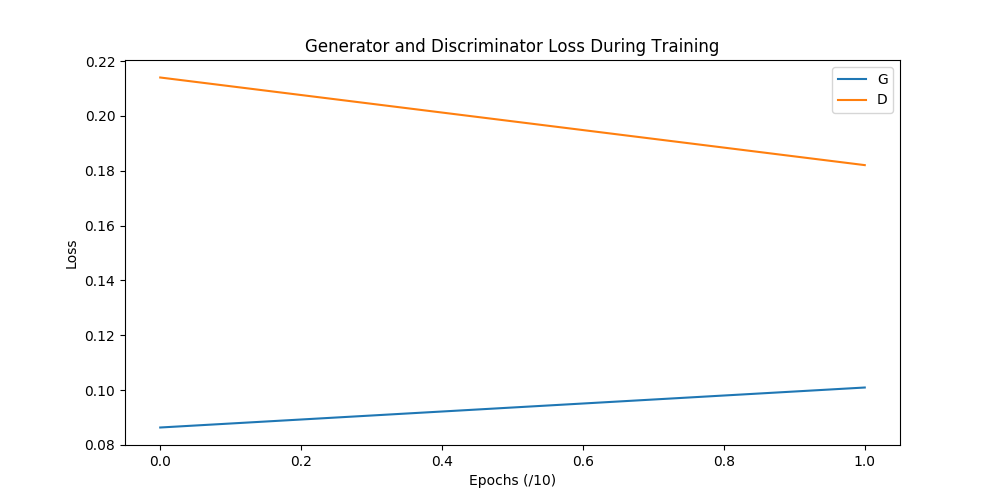 Generator and Discriminator Loss During Training
0.22
0.20
0.18
0.16
0.14
0.12
0.10
0.08
Loss
G
D
0.0 0.2 0.4 0.6 0.8 1.0
Epochs (/10)